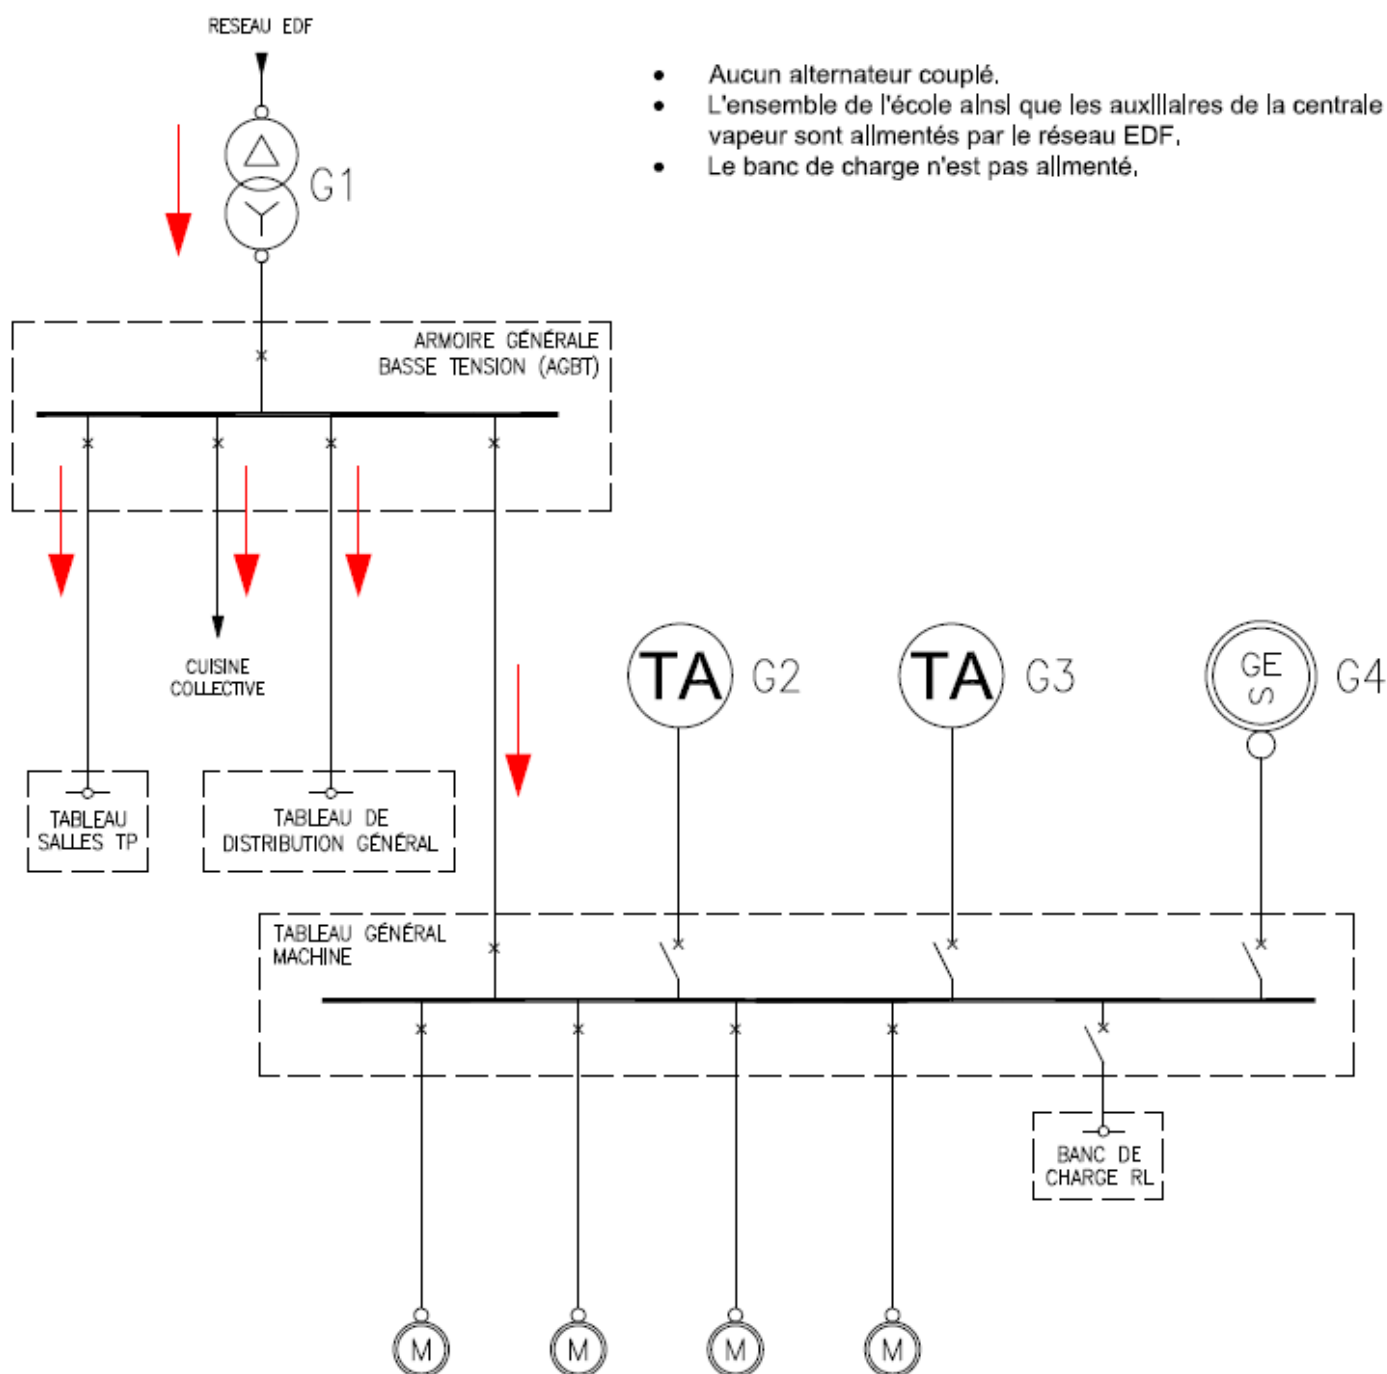 RESEAU EDF
• Aucun alternateur couplé.
• L'ensemble de l'école ainsi que les auxiliaires de la centrale
vapeur sont alimentés par le réseau EDF.
• Le banc de charge n'est pas alimenté.
G1
ARMOIRE GÉNÉRALE
BASSE TENSION (AGBT)
CUISINE
COLLECTIVE
TA G2
TA G3
GE
S
G4
TABLEAU
SALLES TP
TABLEAU DE
DISTRIBUTION GÉNÉRAL
TABLEAU GÉNÉRAL
MACHINE
BANC DE
CHARGE RL
M M M M